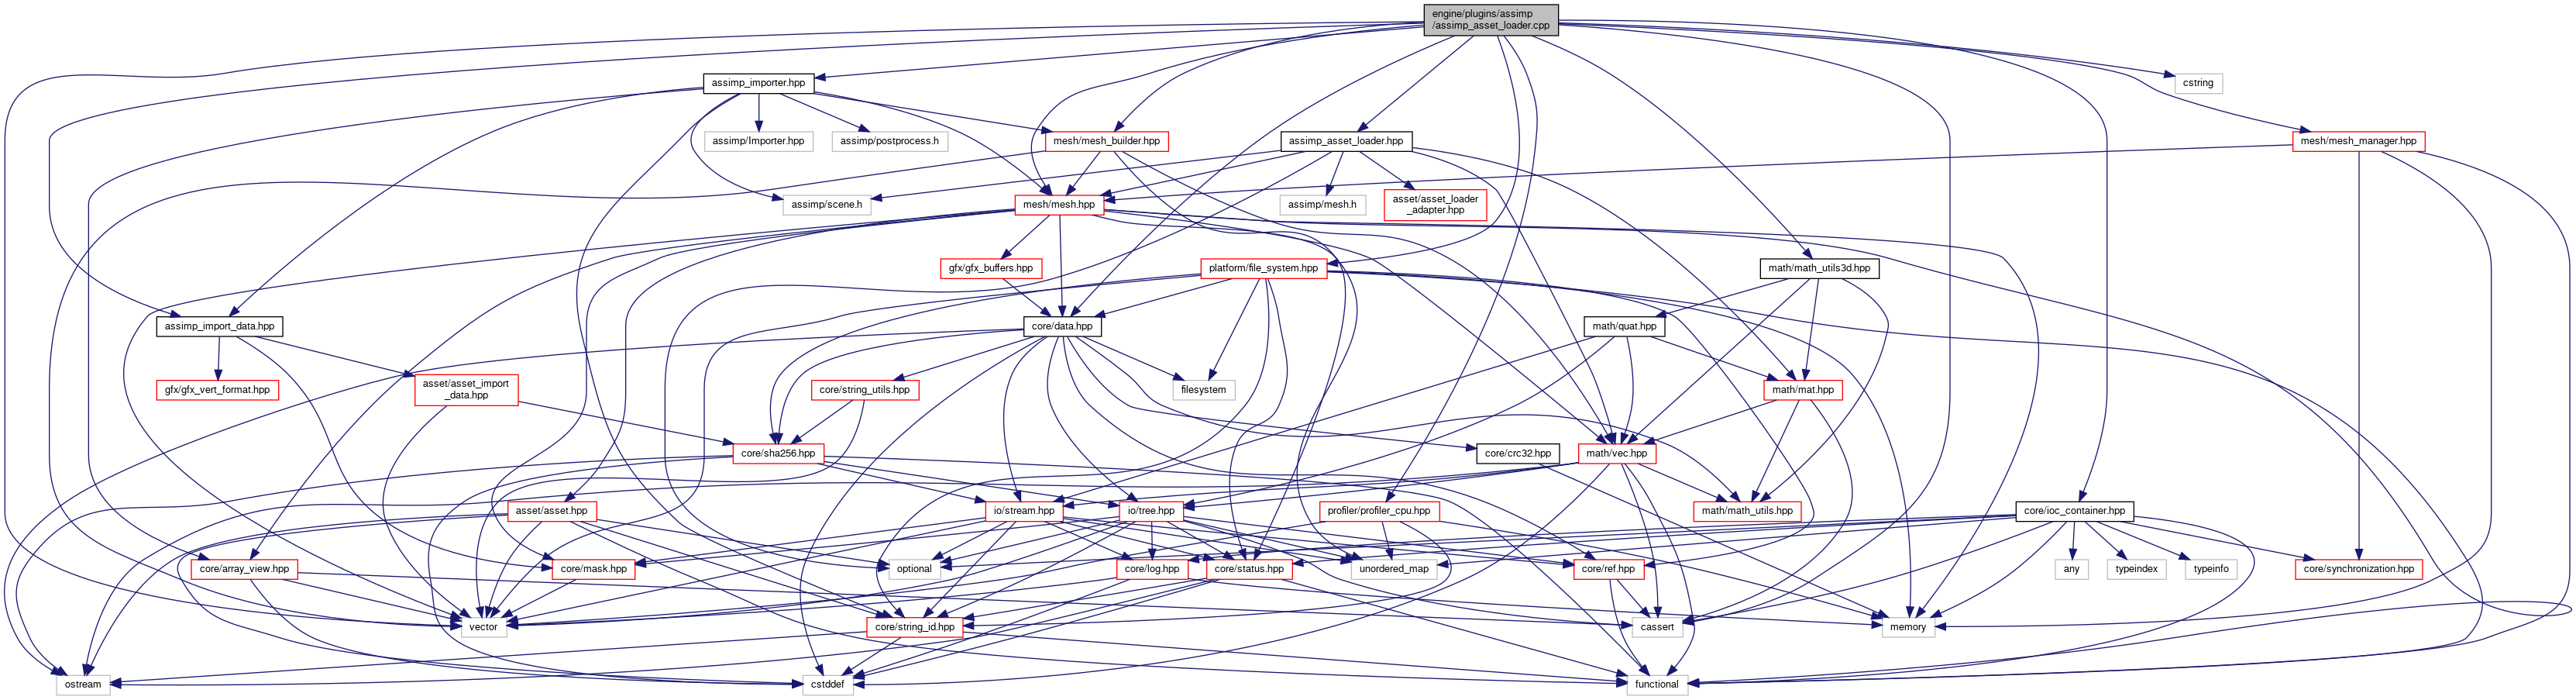 engine/plugins/assimp
/assimp_asset_loader.cpp
assimp_importer.hpp
cstring
assimp/Importer.hpp
assimp/postprocess.h
mesh/mesh_builder.hpp
assimp_asset_loader.hpp
mesh/mesh_manager.hpp
assimp/scene.h
mesh/mesh.hpp
assimp/mesh.h
asset/asset_loader
_adapter.hpp
gfx/gfx_buffers.hpp
platform/file_system.hpp
math/math_utils3d.hpp
assimp_import_data.hpp
core/data.hpp
math/quat.hpp
gfx/gfx_vert_format.hpp
asset/asset_import
_data.hpp
core/string_utils.hpp
filesystem
math/mat.hpp
core/sha256.hpp
core/crc32.hpp
math/vec.hpp
asset/asset.hpp
io/stream.hpp
io/tree.hpp
profiler/profiler_cpu.hpp
math/math_utils.hpp
core/ioc_container.hpp
core/array_view.hpp
core/mask.hpp
optional
core/log.hpp
core/status.hpp
unordered_map
core/ref.hpp
any
typeindex
typeinfo
core/synchronization.hpp
vector
core/string_id.hpp
cassert
memory
ostream
cstddef
functional